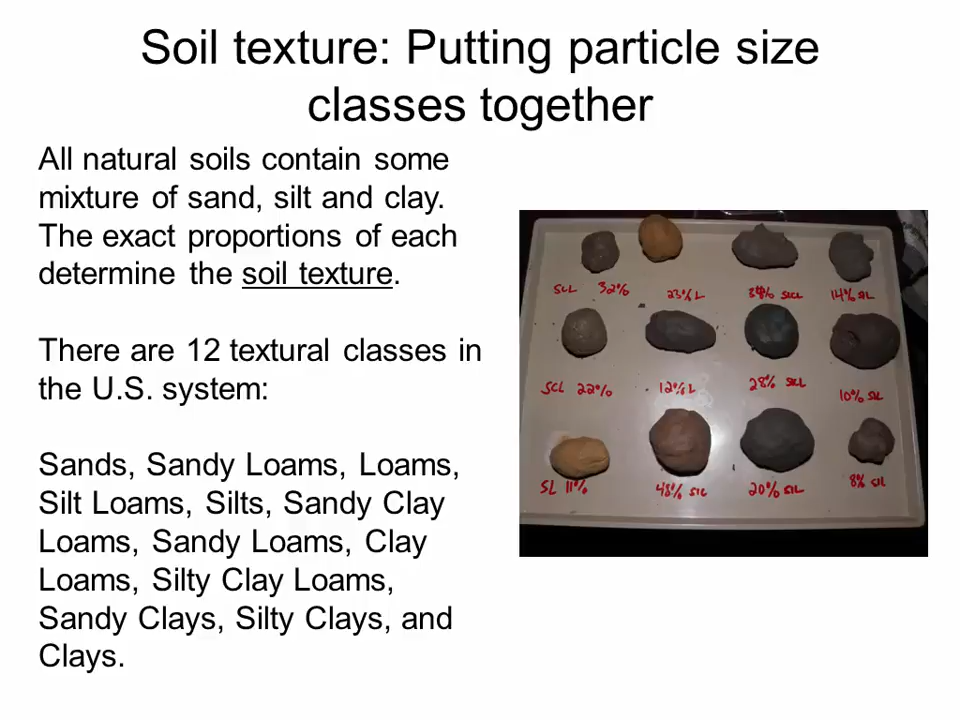 Soil texture: Putting particle size
classes together
All natural soils contain some
mixture of sand, silt and clay.
The exact proportions of each
determine the soil texture.
There are 12 textural classes in
the U.S. system:
Sands, Sandy Loams, Loams,
Silt Loams, Silts, Sandy Clay
Loams, Sandy Loams, Clay
Loams, Silty Clay Loams,
Sandy Clays, Silty Clays, and
Clays.
SCL 32% 23% L SICL 14% SIL
SCL 22% 12% L 28% SICL 10% SIL
SL 11% 48% SIC 20% SIL 8% SIL